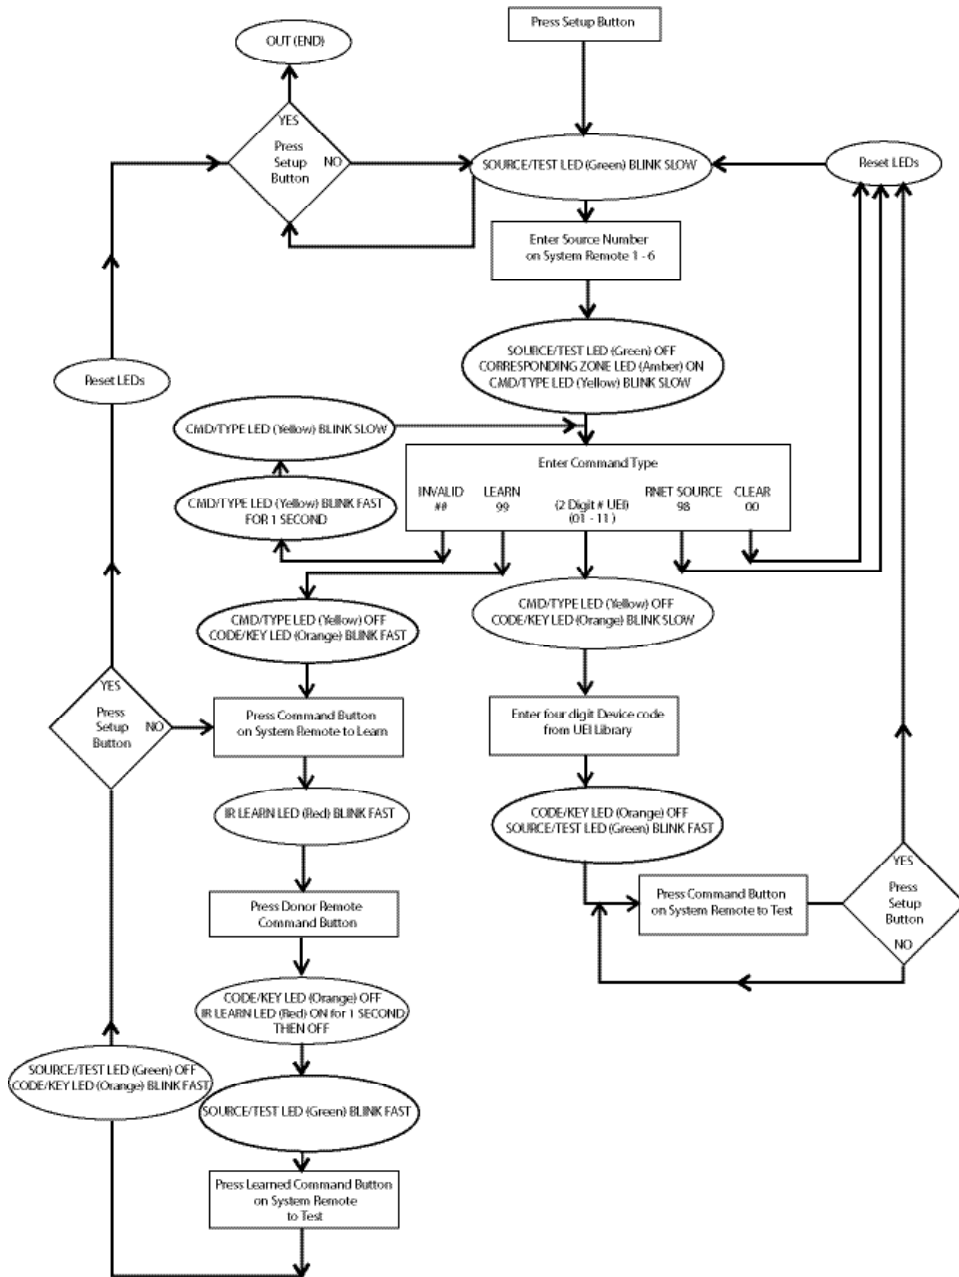 Press Setup Button
OUT (END)
YES
Press
Setup
Button
NO
SOURCE/TEST LED (Green) BLINK SLOW
Reset LEDs
Enter Source Number
on System Remote 1 - 6
SOURCE/TEST LED (Green) OFF
CORRESPONDING ZONE LED (Amber) ON
CMD/TYPE LED (Yellow) BLINK SLOW
Reset LEDs
CMD/TYPE LED (Yellow) BLINK SLOW
CMD/TYPE LED (Yellow) BLINK FAST
FOR 1 SECOND
Enter Command Type
INVALID
##
LEARN
99
(2 Digit # UEI)
(01 - 11 )
RNET SOURCE
98
CLEAR
00
CMD/TYPE LED (Yellow) OFF
CODE/KEY LED (Orange) BLINK FAST
CMD/TYPE LED (Yellow) OFF
CODE/KEY LED (Orange) BLINK SLOW
YES
Press
Setup
Button
NO
Press Command Button
on System Remote to Learn
Enter four digit Device code
from UEI Library
IR LEARN LED (Red) BLINK FAST
CODE/KEY LED (Orange) OFF
SOURCE/TEST LED (Green) BLINK FAST
Press Donor Remote
Command Button
Press Command Button
on System Remote to Test
YES
Press
Setup
Button
NO
CODE/KEY LED (Orange) OFF
IR LEARN LED (Red) ON for 1 SECOND,
THEN OFF
SOURCE/TEST LED (Green) OFF
CODE/KEY LED (Orange) BLINK FAST
SOURCE/TEST LED (Green) BLINK FAST
Press Learned Command Button
on System Remote
to Test